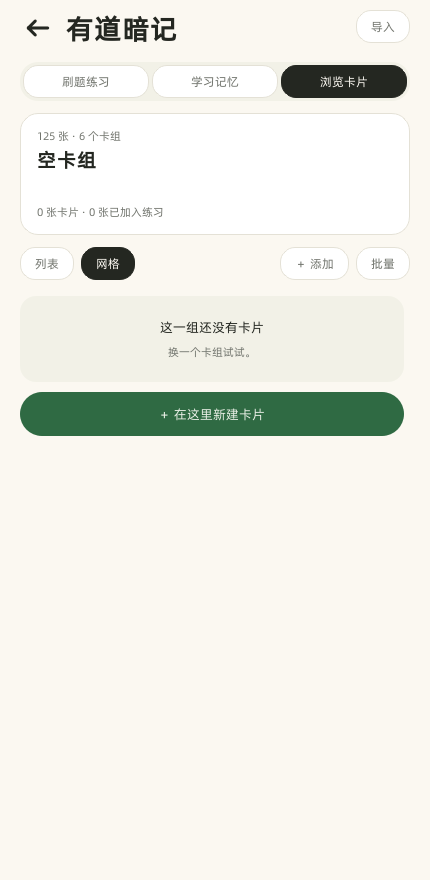 有道暗记
导入
刷题练习
学习记忆
浏览卡片
125 张 · 6 个卡组
空卡组
0 张卡片 · 0 张已加入练习
列表
网格
+ 添加
批量
这一组还没有卡片
换一个卡组试试。
+ 在这里新建卡片